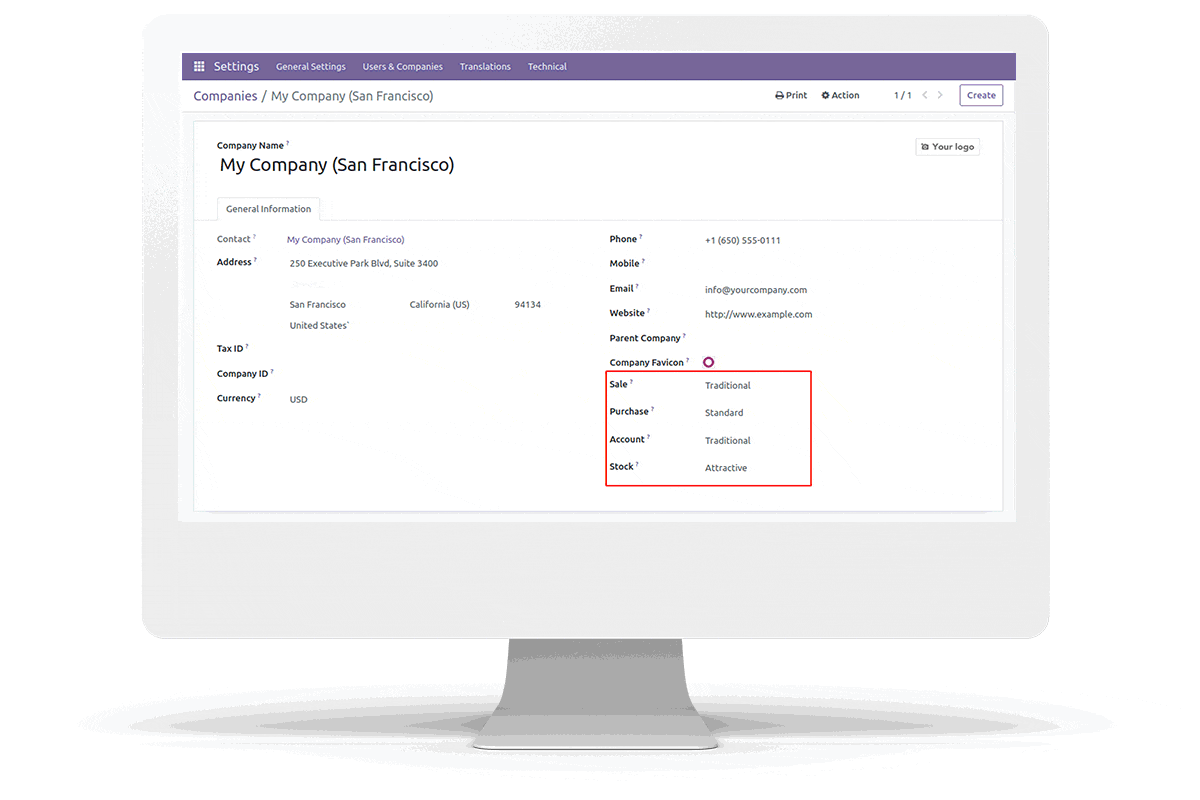 Settings General Settings Users & Companies Translations Technical
Companies / My Company (San Francisco) Print Action 1 / 1 Create
Company Name ?
My Company (San Francisco)
Your logo
General Information
Contact ? My Company (San Francisco)
Address ? 250 Executive Park Blvd, Suite 3400
San Francisco California (US) 94134
United States
Tax ID ?
Company ID ?
Currency ? USD
Phone ? +1 (650) 555-0111
Mobile ?
Email ? info@yourcompany.com
Website ? http://www.example.com
Parent Company ?
Company Favicon ?
Sale ? Traditional
Purchase ? Standard
Account ? Traditional
Stock ? Attractive